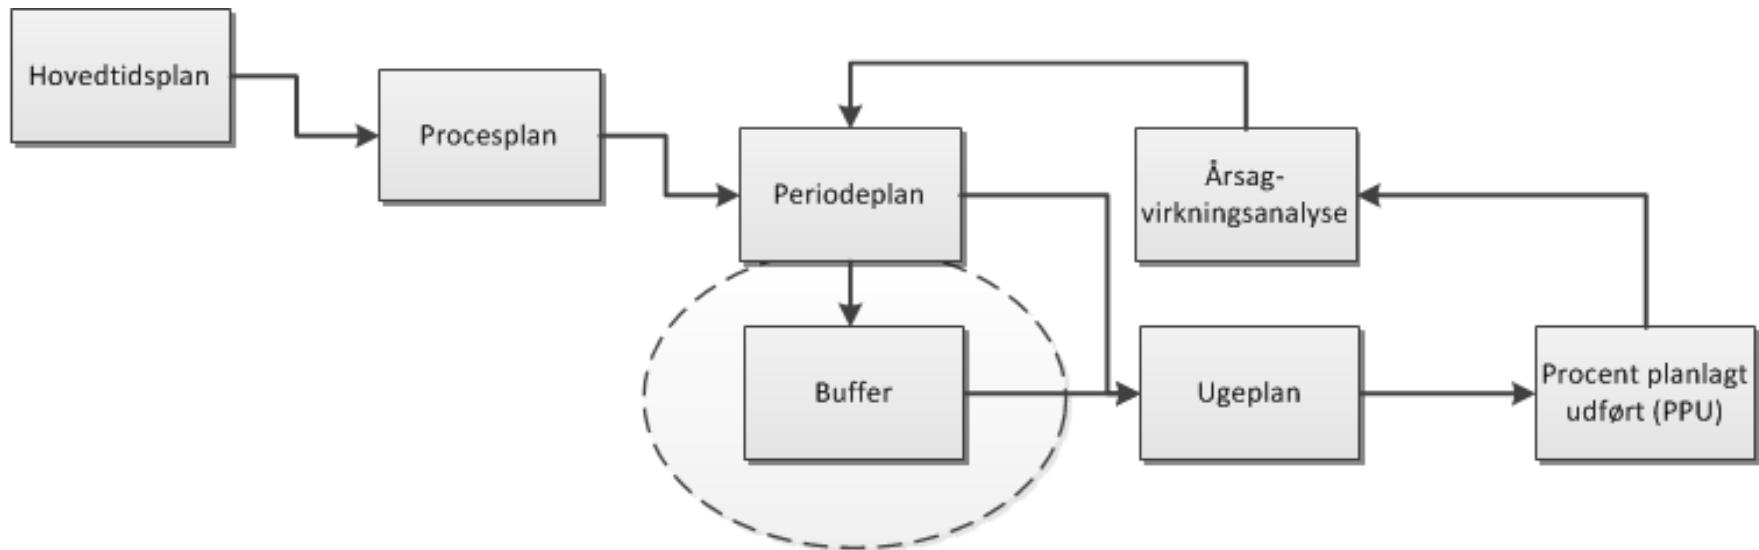 Hovedtidsplan
Procesplan
Periodeplan
Årsag-
virkningsanalyse
Buffer
Ugeplan
Procent planlagt
udført (PPU)